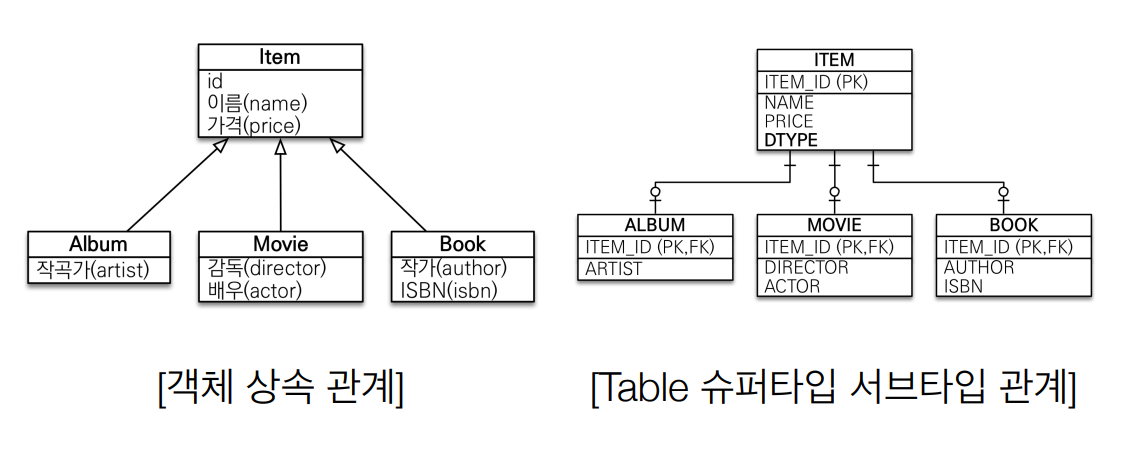 Item
id
이름(name)
가격(price)
Album
작곡가(artist)
Movie
감독(director)
배우(actor)
Book
작가(author)
ISBN(isbn)
[객체 상속 관계]
ITEM
ITEM_ID (PK)
NAME
PRICE
DTYPE
ALBUM
ITEM_ID (PK,FK)
ARTIST
MOVIE
ITEM_ID (PK,FK)
DIRECTOR
ACTOR
BOOK
ITEM_ID (PK,FK)
AUTHOR
ISBN
[Table 슈퍼타입 서브타입 관계]